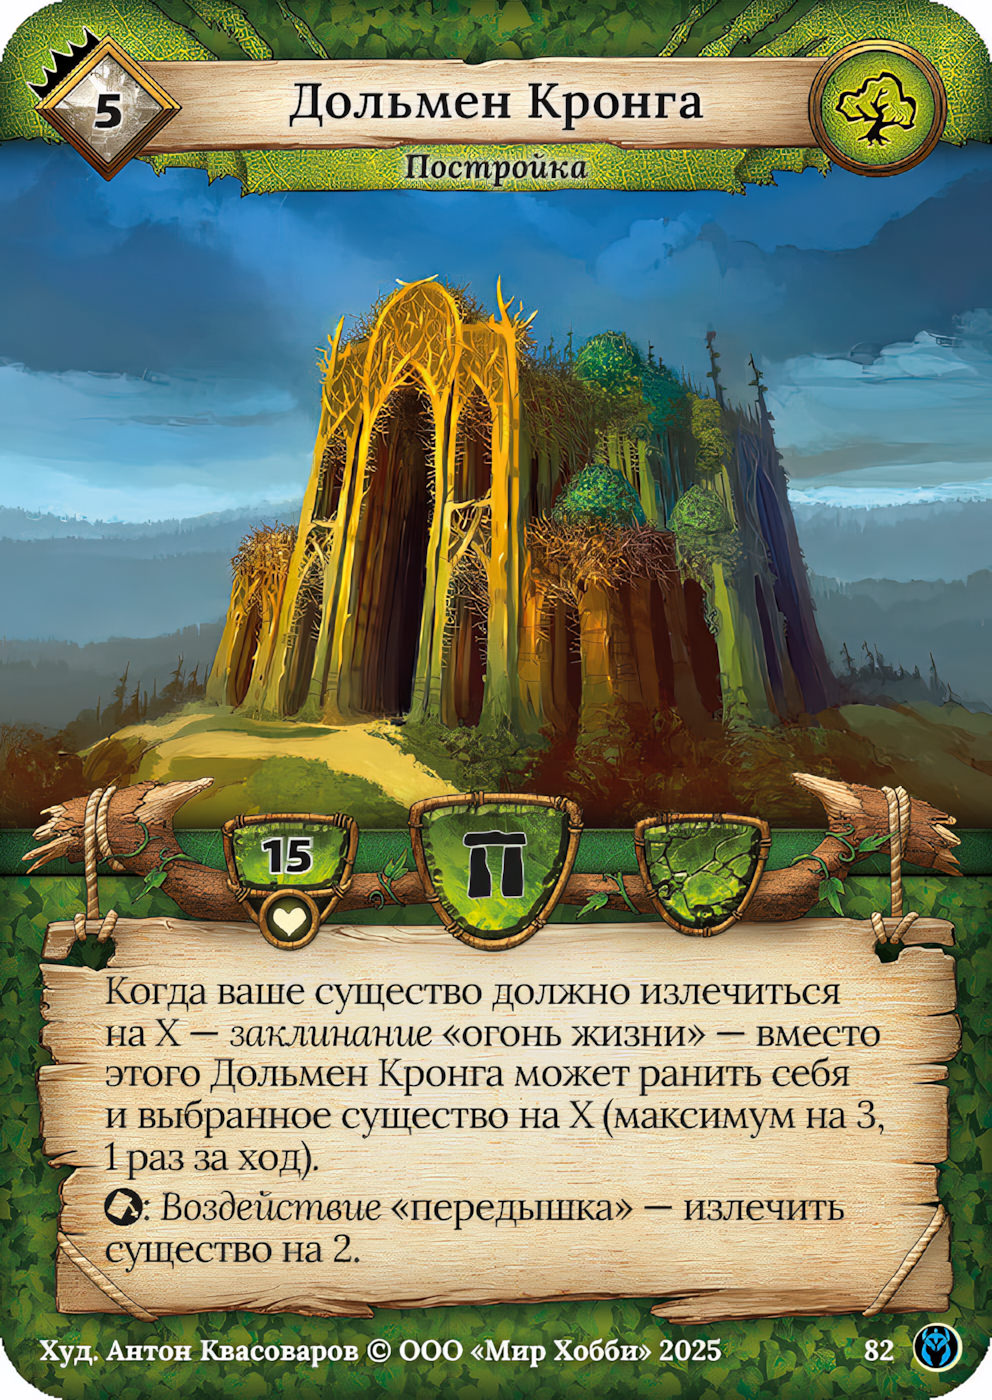 5
Дольмен Кронга
Постройка
15
Когда ваше существо должно излечиться
на X — заклинание «огонь жизни» — вместо
этого Дольмен Кронга может ранить себя
и выбранное существо на X (максимум на 3,
1 раз за ход).
: Воздействие «передышка» — излечить
существо на 2.
Худ. Антон Квасоваров © ООО «Мир Хобби» 2025
82